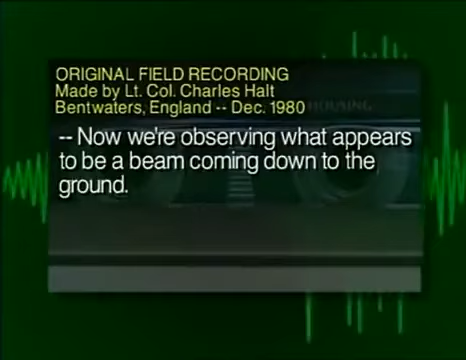 ORIGINAL FIELD RECORDING
Made by Lt. Col. Charles Halt
Bentwaters, England -- Dec. 1980
HOUSING
-- Now we're observing what appears
to be a beam coming down to the
ground.